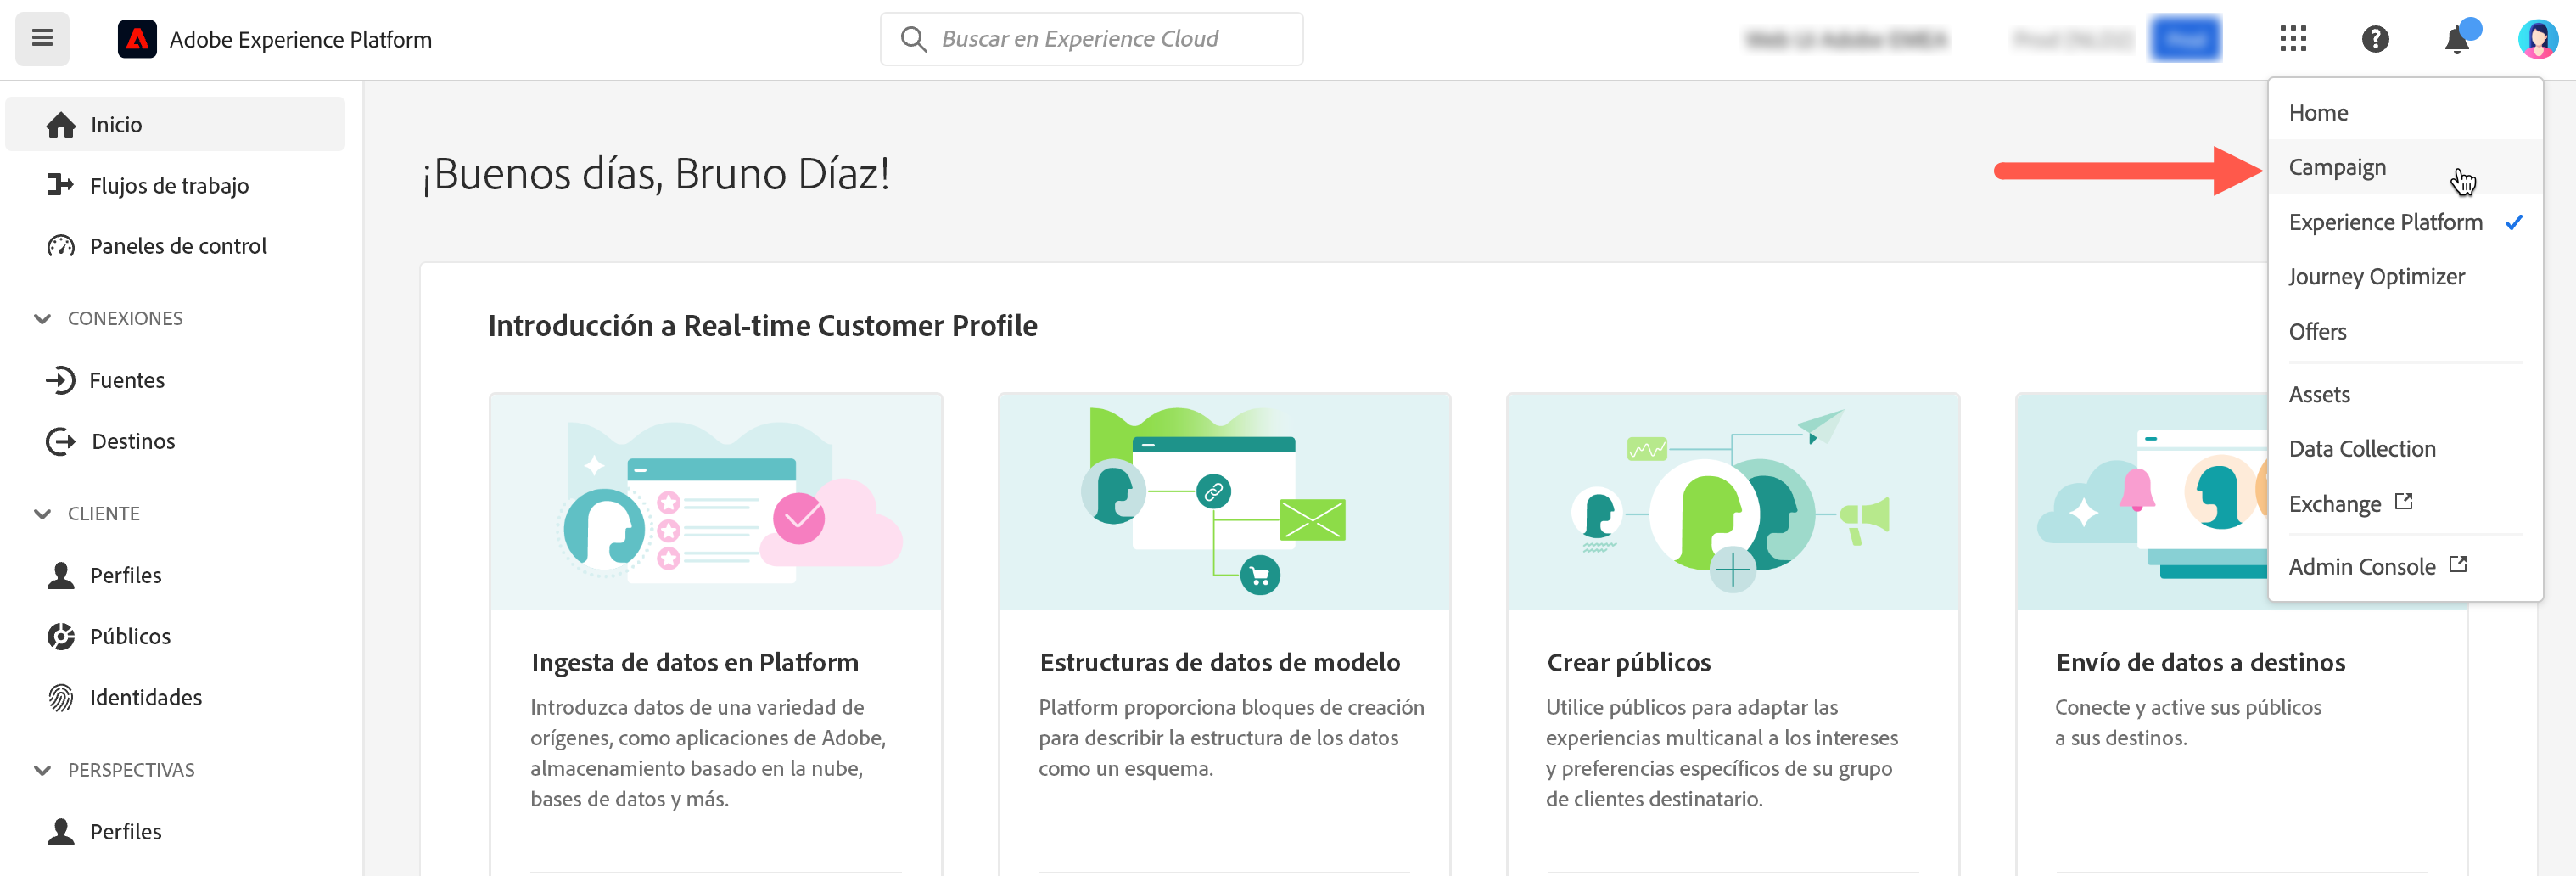 Adobe Experience Platform
Buscar en Experience Cloud
Inicio
Flujos de trabajo
Paneles de control
CONEXIONES
Fuentes
Destinos
CLIENTE
Perfiles
Públicos
Identidades
PERSPECTIVAS
Perfiles
¡Buenos días, Bruno Díaz!
Introducción a Real-time Customer Profile
Ingesta de datos en Platform
Introduzca datos de una variedad de
orígenes, como aplicaciones de Adobe,
almacenamiento basado en la nube,
bases de datos y más.
Estructuras de datos de modelo
Platform proporciona bloques de creación
para describir la estructura de los datos
como un esquema.
Crear públicos
Utilice públicos para adaptar las
experiencias multicanal a los intereses
y preferencias específicos de su grupo
de clientes destinatario.
Envío de datos a destinos
Conecte y active sus públicos
a sus destinos.
Home
Campaign
Experience Platform
Journey Optimizer
Offers
Assets
Data Collection
Exchange
Admin Console